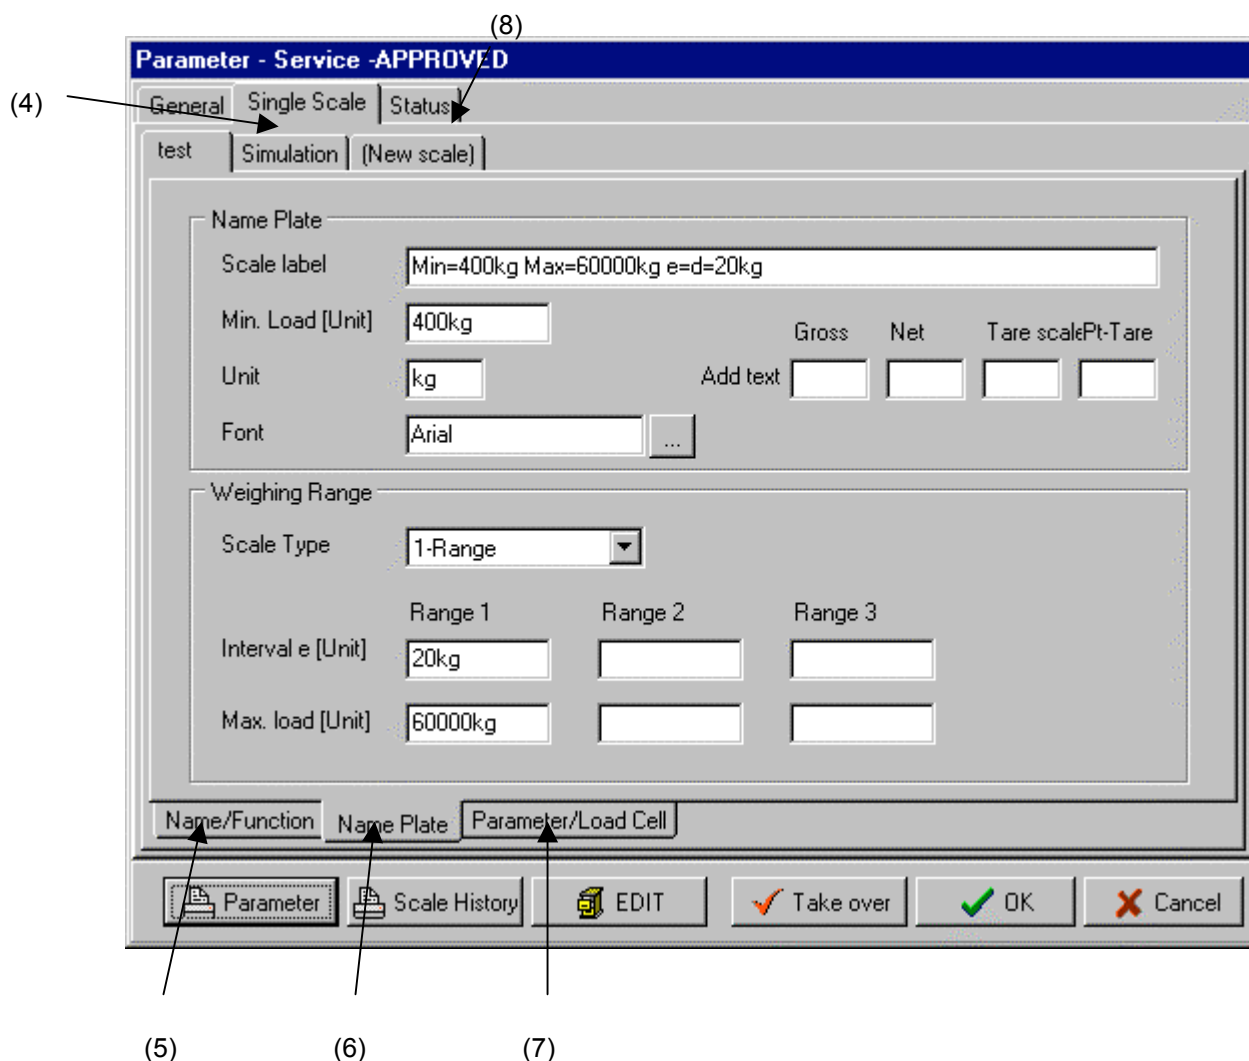 (8)
Parameter - Service -APPROVED
(4)
General Single Scale Status
test Simulation (New scale)
Name Plate
Scale label Min=400kg Max=60000kg e=d=20kg
Min. Load [Unit] 400kg
Gross Net Tare scale Pt-Tare
Unit kg Add text
Font Arial ...
Weighing Range
Scale Type 1-Range
Range 1 Range 2 Range 3
Interval e [Unit] 20kg
Max. load [Unit] 60000kg
Name/Function Name Plate Parameter/Load Cell
Parameter Scale History EDIT Take over OK Cancel
(5) (6) (7)